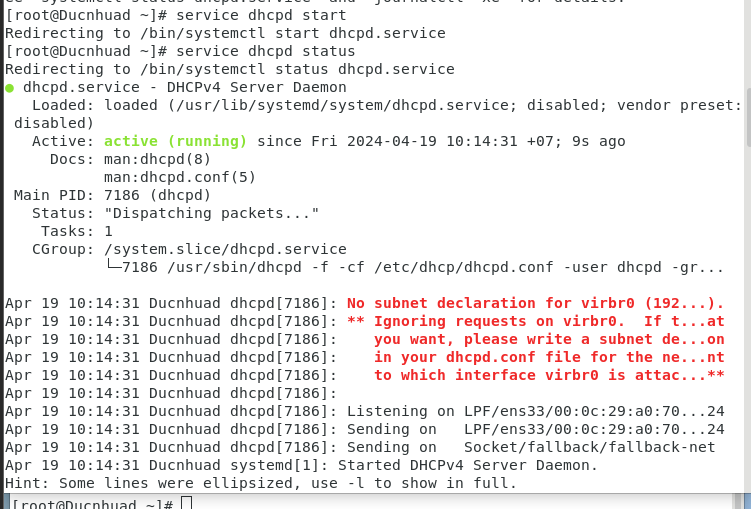 [root@Ducnhuad ~]# service dhcpd start
Redirecting to /bin/systemctl start dhcpd.service
[root@Ducnhuad ~]# service dhcpd status
Redirecting to /bin/systemctl status dhcpd.service
● dhcpd.service - DHCPv4 Server Daemon
   Loaded: loaded (/usr/lib/systemd/system/dhcpd.service; disabled; vendor preset:
 disabled)
   Active: active (running) since Fri 2024-04-19 10:14:31 +07; 9s ago
     Docs: man:dhcpd(8)
           man:dhcpd.conf(5)
 Main PID: 7186 (dhcpd)
   Status: "Dispatching packets..."
    Tasks: 1
   CGroup: /system.slice/dhcpd.service
           └─7186 /usr/sbin/dhcpd -f -cf /etc/dhcp/dhcpd.conf -user dhcpd -gr...

Apr 19 10:14:31 Ducnhuad dhcpd[7186]: No subnet declaration for virbr0 (192...).
Apr 19 10:14:31 Ducnhuad dhcpd[7186]: ** Ignoring requests on virbr0.  If t...at
Apr 19 10:14:31 Ducnhuad dhcpd[7186]:    you want, please write a subnet de...on
Apr 19 10:14:31 Ducnhuad dhcpd[7186]:    in your dhcpd.conf file for the ne...nt
Apr 19 10:14:31 Ducnhuad dhcpd[7186]:    to which interface virbr0 is attac...**
Apr 19 10:14:31 Ducnhuad dhcpd[7186]:
Apr 19 10:14:31 Ducnhuad dhcpd[7186]: Listening on LPF/ens33/00:0c:29:a0:70...24
Apr 19 10:14:31 Ducnhuad dhcpd[7186]: Sending on   LPF/ens33/00:0c:29:a0:70...24
Apr 19 10:14:31 Ducnhuad dhcpd[7186]: Sending on   Socket/fallback/fallback-net
Apr 19 10:14:31 Ducnhuad systemd[1]: Started DHCPv4 Server Daemon.
Hint: Some lines were ellipsized, use -l to show in full.
[root@Ducnhuad ~]#